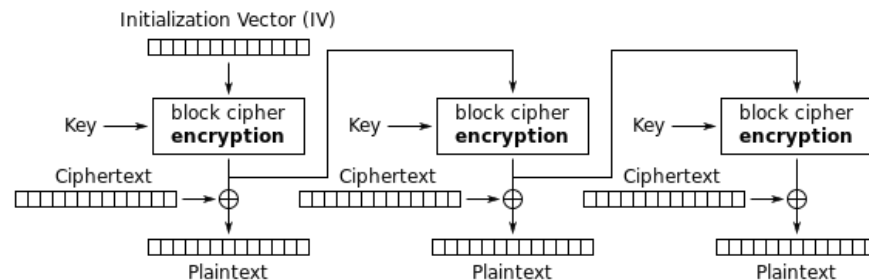 Initialization Vector (IV)
Key
block cipher
encryption
Key
block cipher
encryption
Key
block cipher
encryption
Ciphertext
Ciphertext
Ciphertext
Plaintext
Plaintext
Plaintext